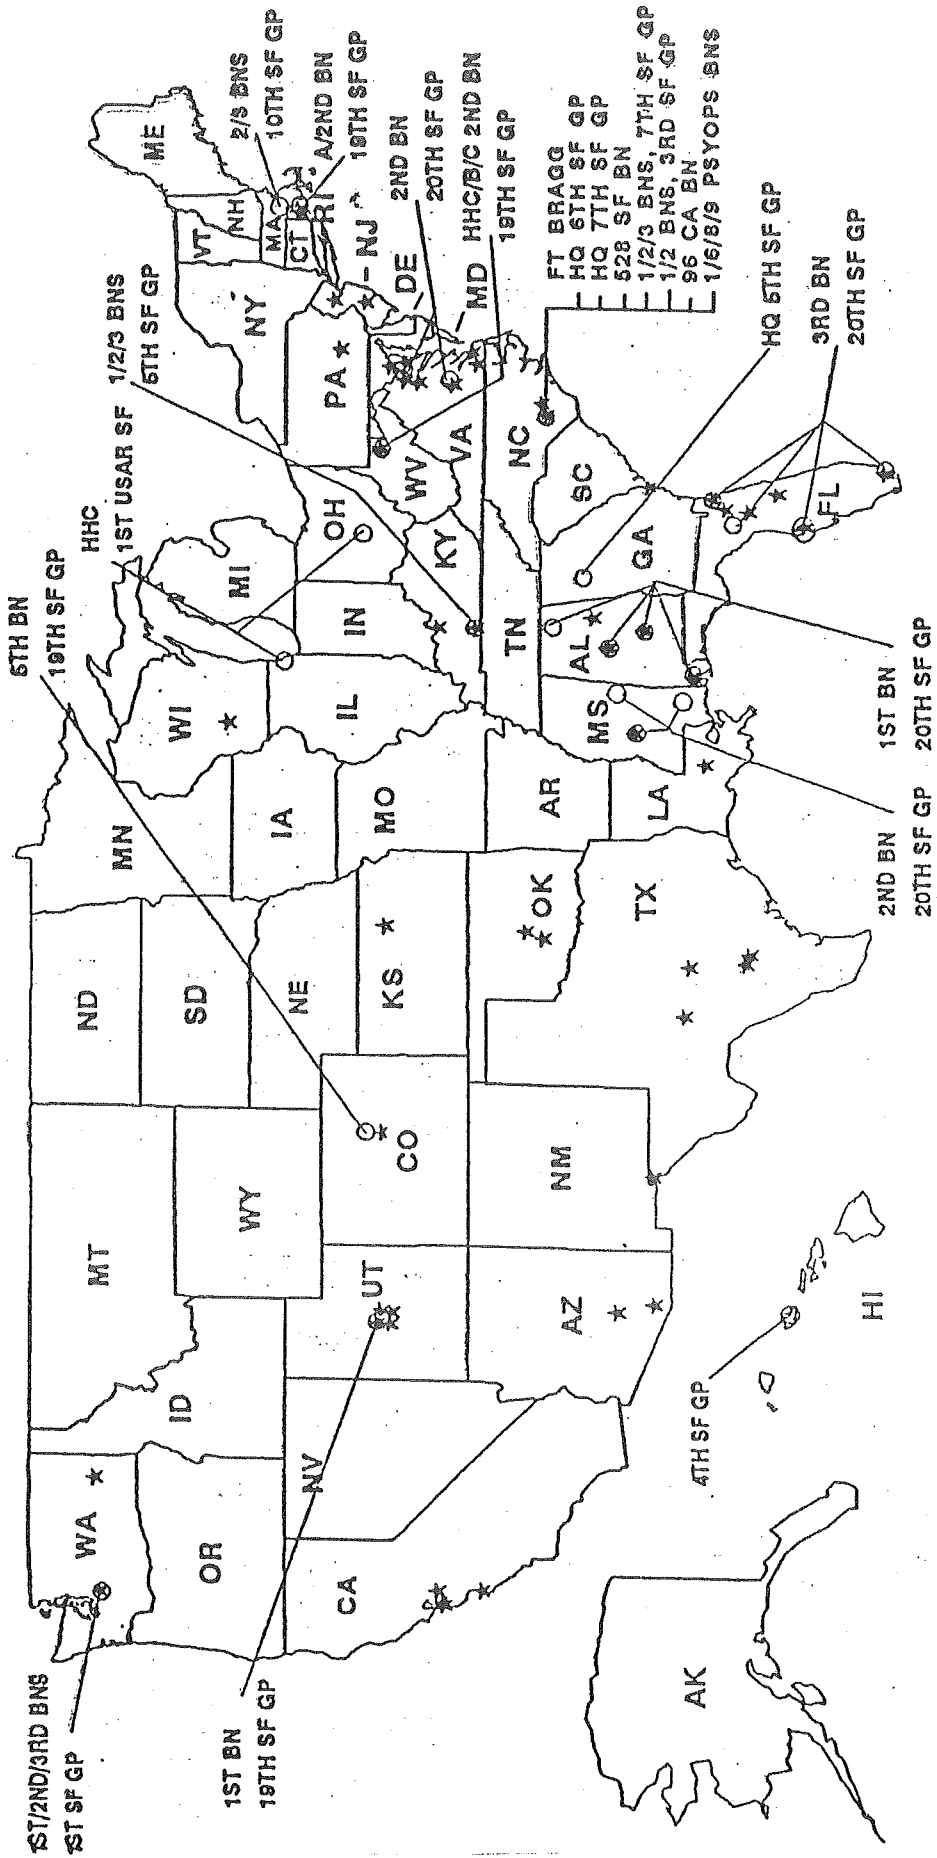 5TH BN
19TH SF GP
HHC
1ST USAR SF
1/2/3 BNS
5TH SF GP
2/3 BNS
10TH SF GP
A/2ND BN
19TH SF GP
2ND BN
20TH SF GP
HHC/B/C 2ND BN
19TH SF GP
FT BRAGG
HQ 6TH SF GP
HQ 7TH SF GP
528 SF BN
1/2/3 BNS, 7TH SF GP
1/2 BNS, 3RD SF GP
96 CA BN
1/6/8/9 PSYOPS BNS
HQ 5TH SF GP
3RD BN
20TH SF GP
1ST BN
20TH SF GP
2ND BN
20TH SF GP
4TH SF GP
1ST BN
19TH SF GP
1ST/2ND/3RD BNS
1ST SF GP
WA
OR
CA
NV
ID
MT
WY
UT
AZ
CO
NM
ND
SD
NE
KS
OK
TX
MN
IA
MO
AR
LA
WI
IL
MI
IN
OH
KY
TN
MS
AL
GA
FL
SC
NC
VA
WV
PA
NY
VT
NH
ME
MA
CT
RI
NJ
DE
MD
AK
HI